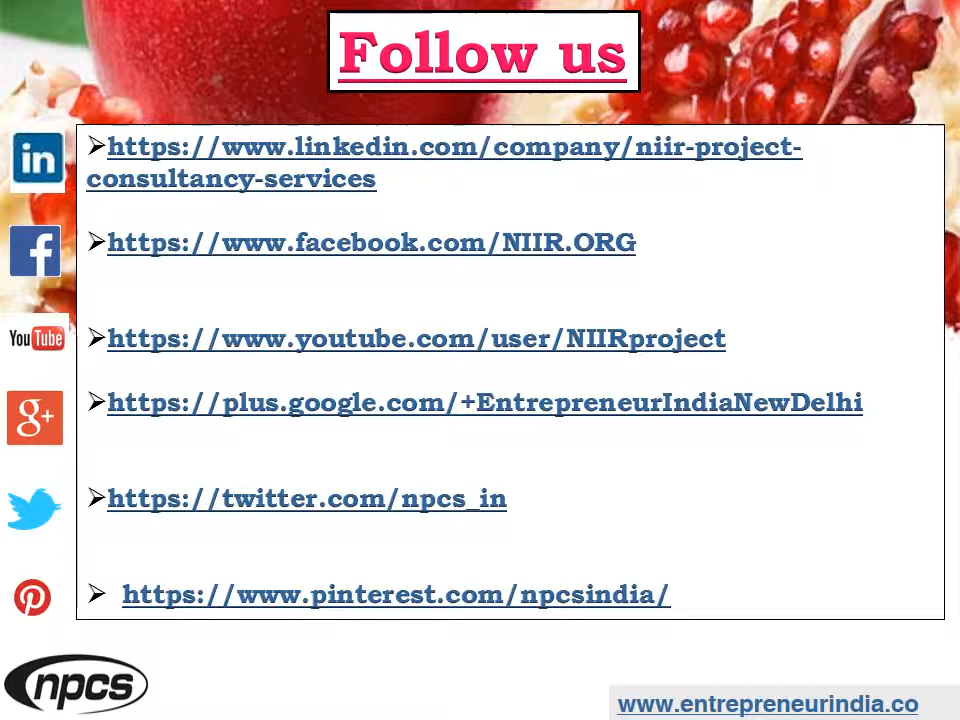 Follow us
in
➢https://www.linkedin.com/company/niir-project-
consultancy-services
f
➢https://www.facebook.com/NIIR.ORG
YouTube
➢https://www.youtube.com/user/NIIRproject
g+
➢https://plus.google.com/+EntrepreneurIndiaNewDelhi
➢https://twitter.com/npcs_in
➢ https://www.pinterest.com/npcsindia/
npcs
www.entrepreneurindia.co